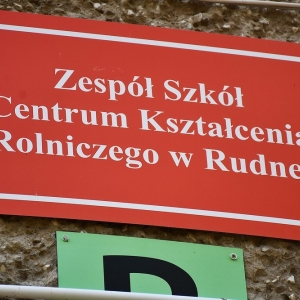 Zespół Szkół
Centrum Kształcenia
Rolniczego w Rudne